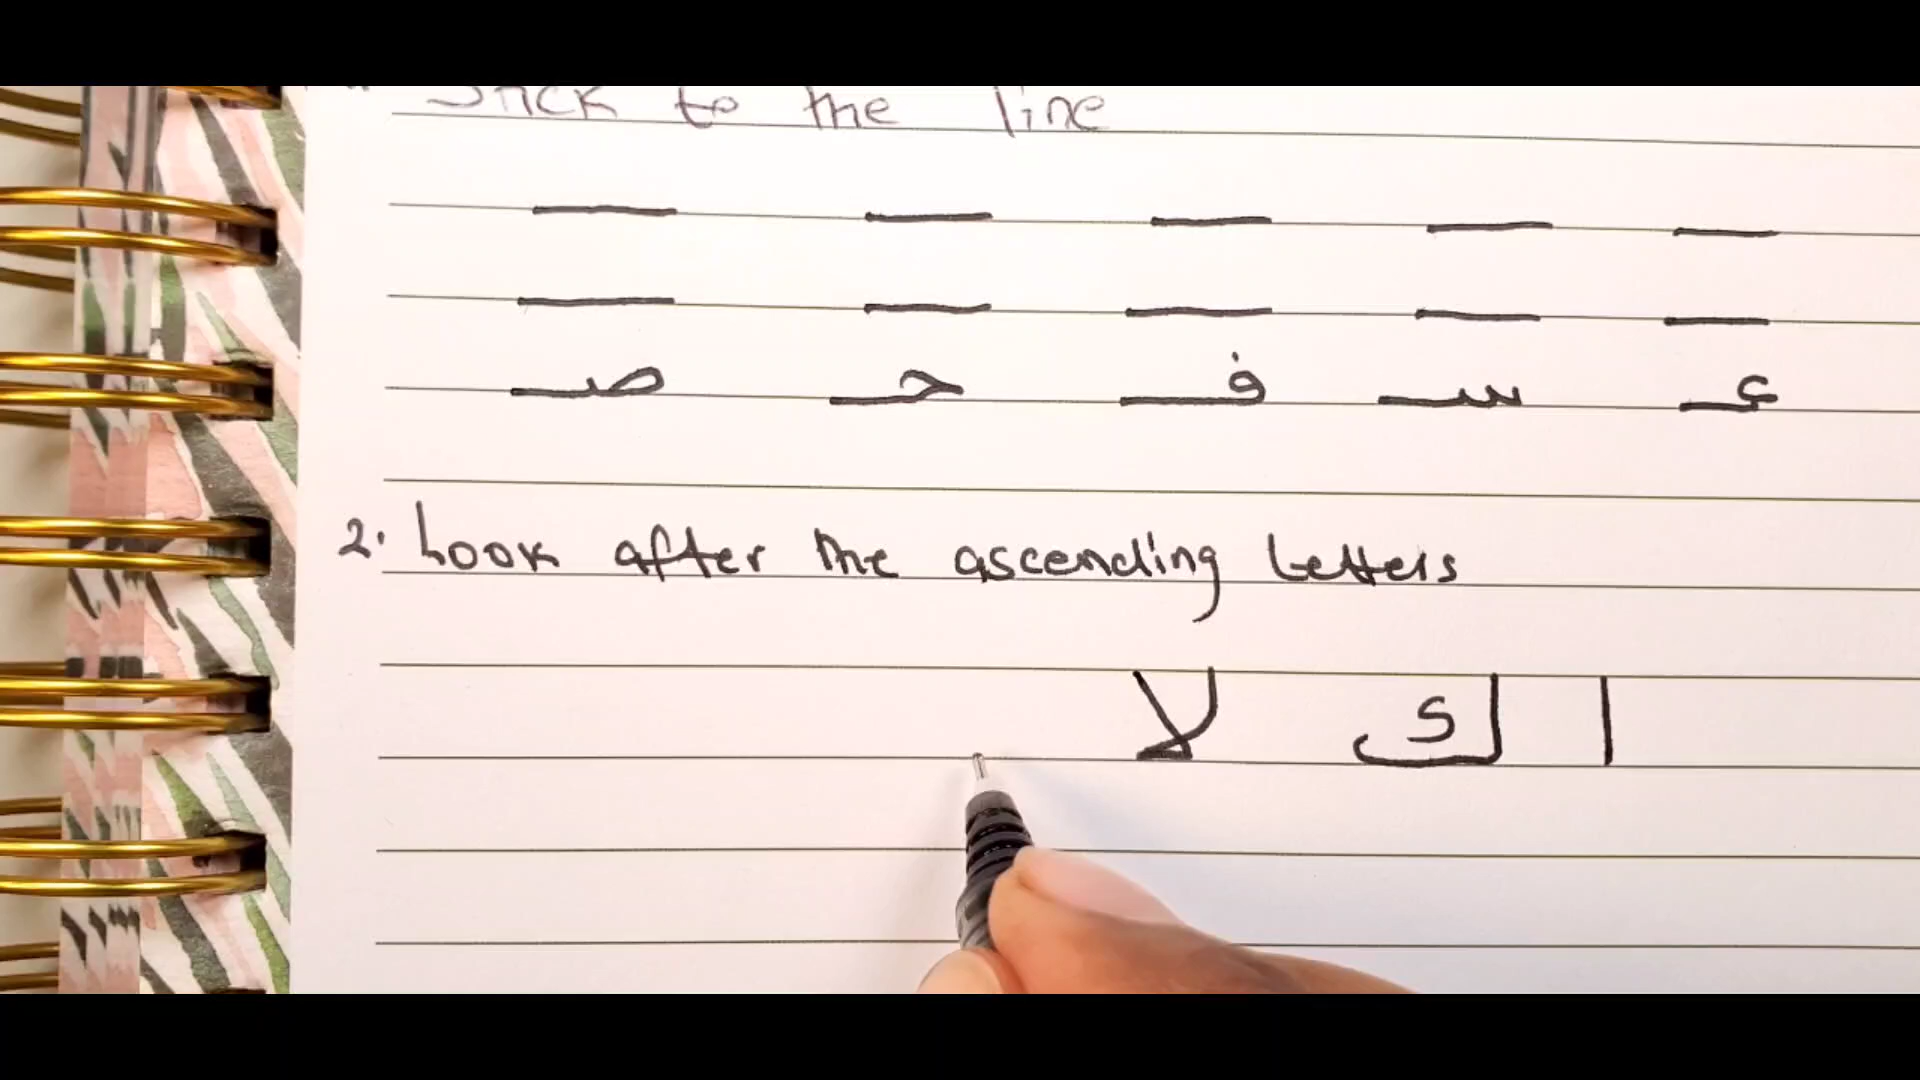 Stick to the line
عـ سـ فـ حـ صـ
2. Look after the ascending letters
ا ك لا